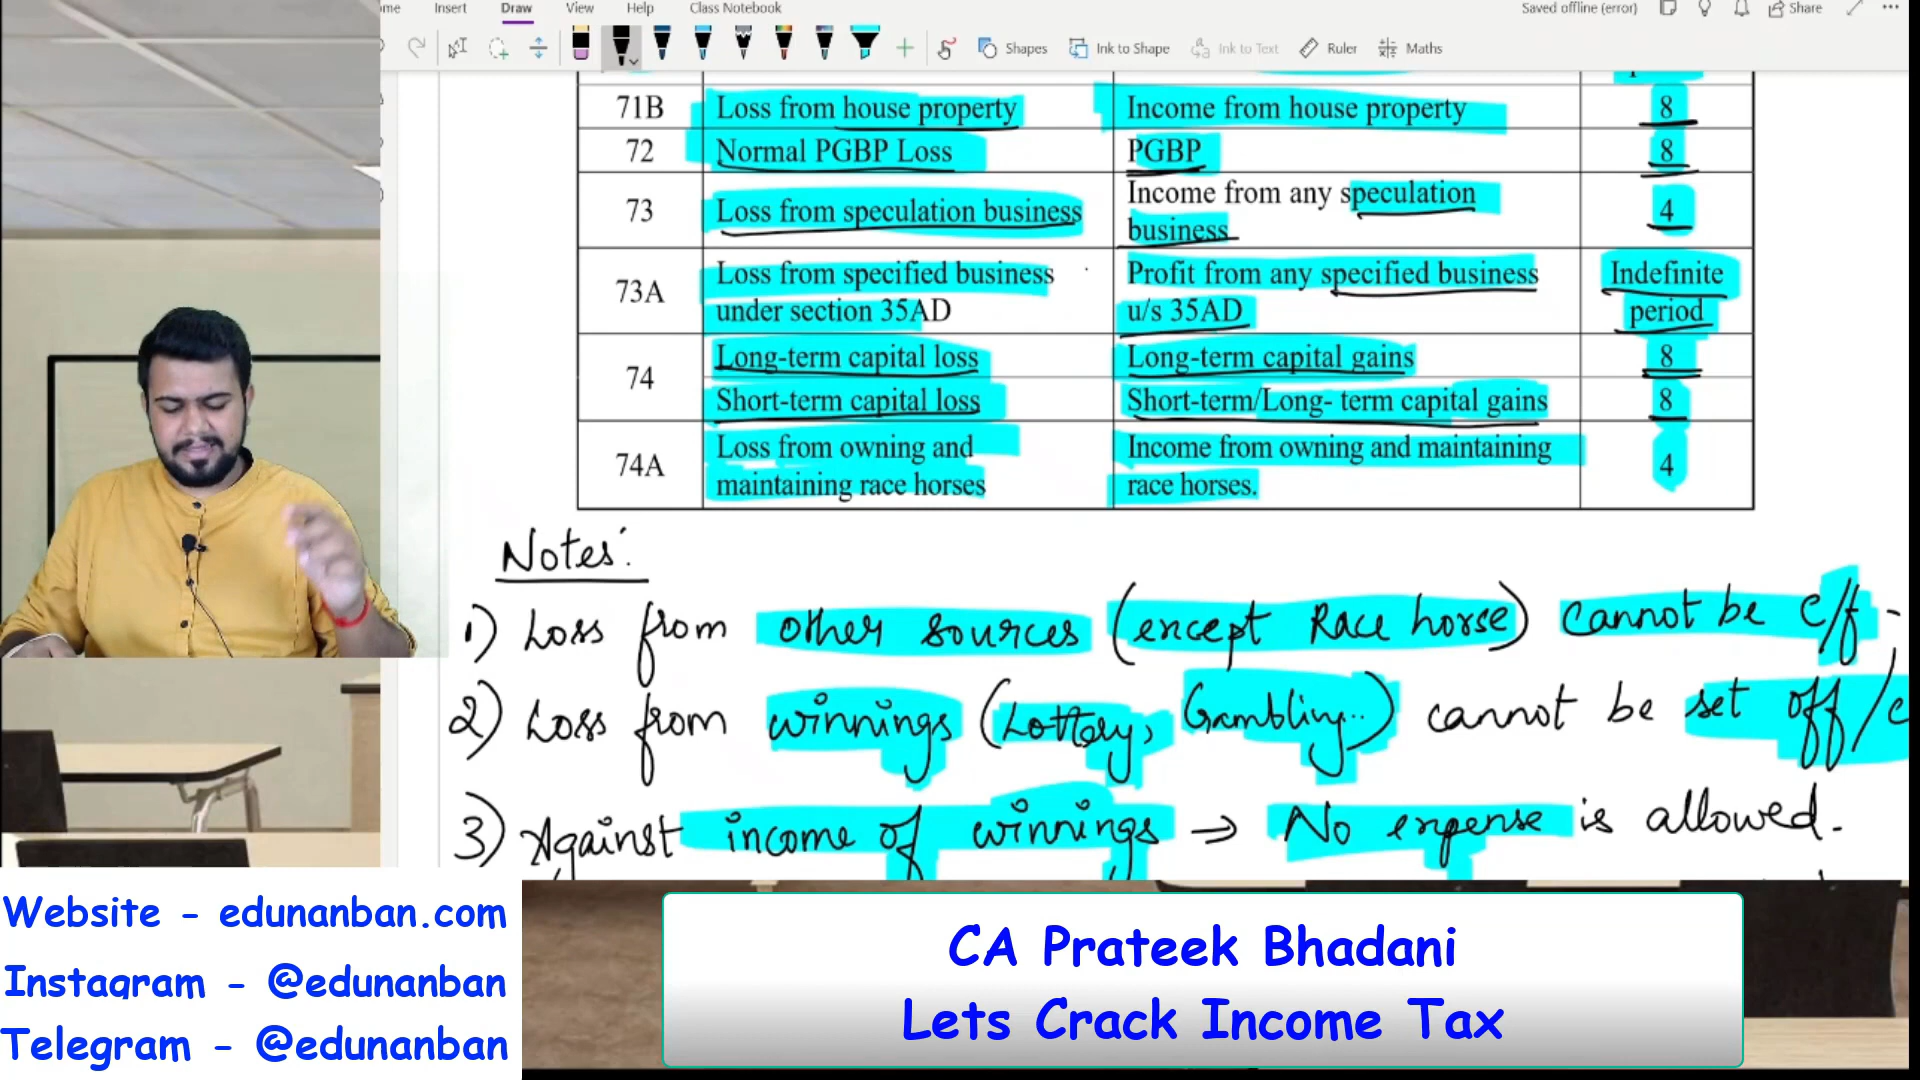 Insert Draw View Help Class Notebook Saved offline (error) Share
Shapes Ink to Shape Ink to Text Ruler Maths
71B Loss from house property Income from house property 8
72 Normal PGBP Loss PGBP 8
73 Loss from speculation business Income from any speculation business 4
73A Loss from specified business under section 35AD Profit from any specified business u/s 35AD Indefinite period
74 Long-term capital loss Long-term capital gains 8
Short-term capital loss Short-term/Long- term capital gains 8
74A Loss from owning and maintaining race horses Income from owning and maintaining race horses. 4
Notes:
1) Loss from other sources (except Race horse) cannot be c/f.
2) Loss from winnings (Lottery, Gambling..) cannot be set off/c
3) Against income of winnings → No expense is allowed.
Website - edunanban.com
Instagram - @edunanban
Telegram - @edunanban
CA Prateek Bhadani
Lets Crack Income Tax